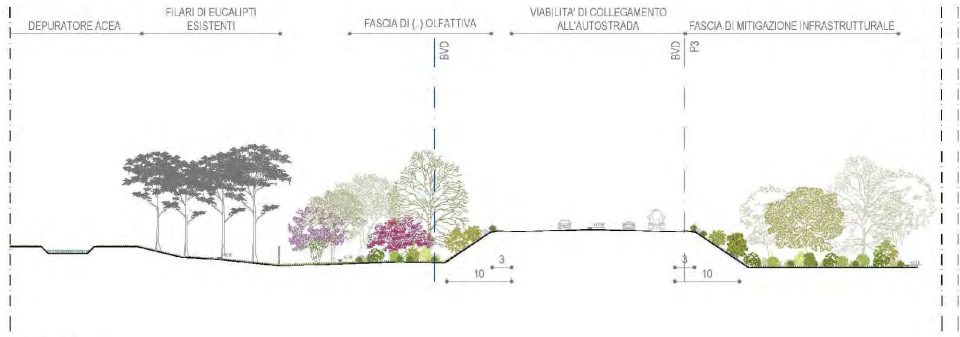 DEPURATORE ACEA
FILARI DI EUCALIPTI
ESISTENTI
FASCIA DI (..) OLFATTIVA
VIABILITA' DI COLLEGAMENTO
ALL'AUTOSTRADA
FASCIA DI MITIGAZIONE INFRASTRUTTURALE
BVD
BVD
P3
3
10
3
10